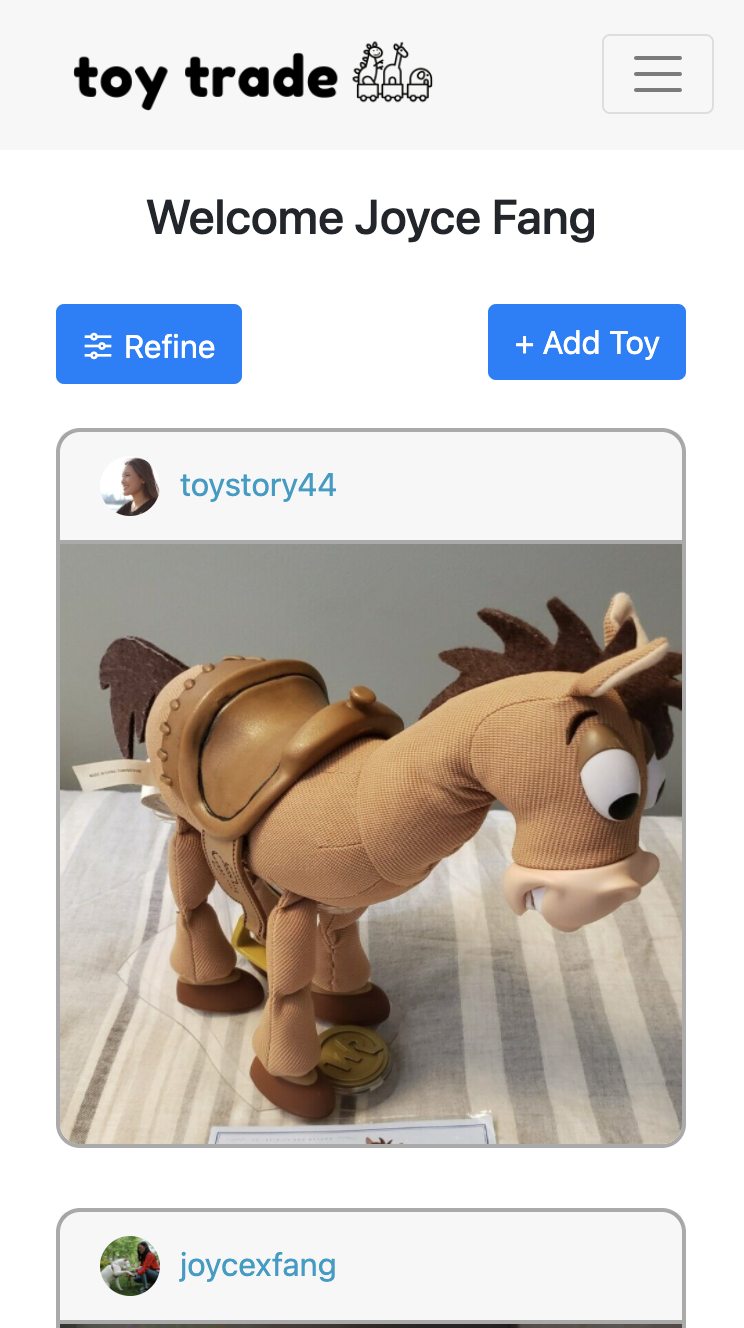 toy trade
Welcome Joyce Fang
Refine
+ Add Toy
toystory44
joycexfang